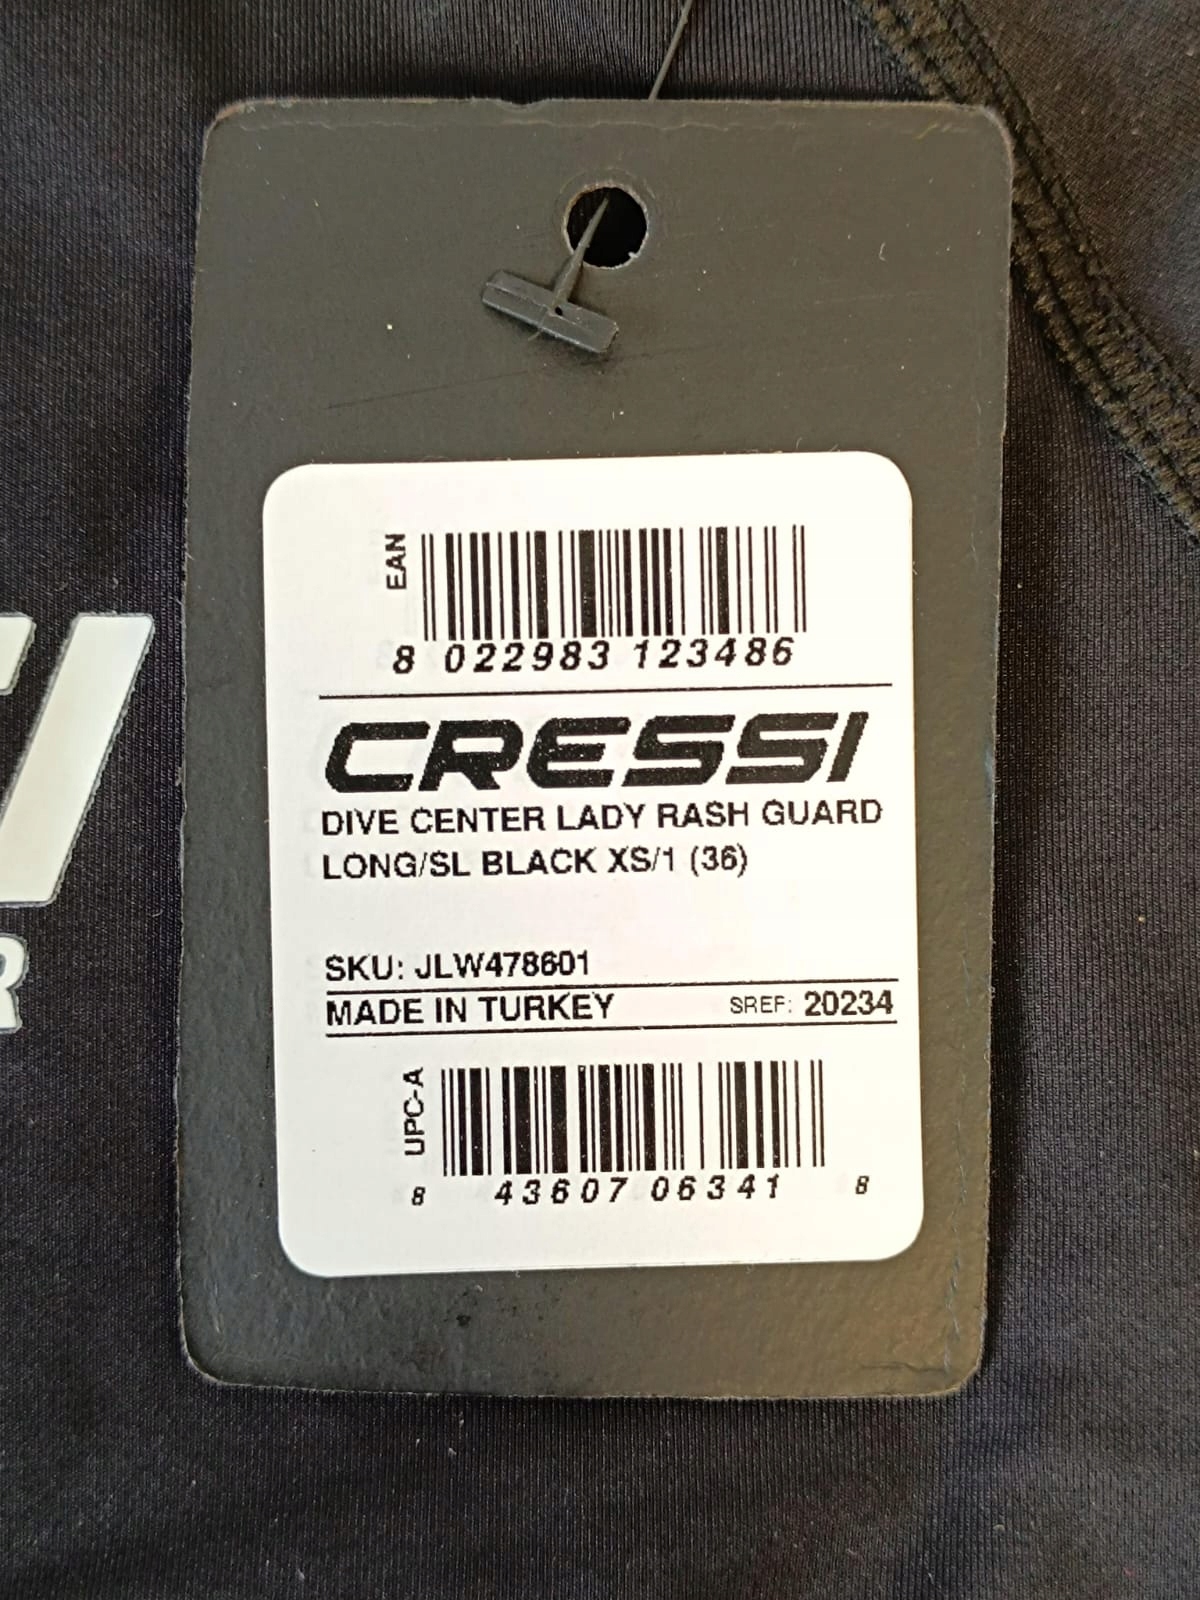 EAN
8 022983 123486
CRESSI
DIVE CENTER LADY RASH GUARD
LONG/SL BLACK XS/1 (36)
SKU: JLW478601
MADE IN TURKEY SREF: 20234
UPC-A
8 43607 06341 8